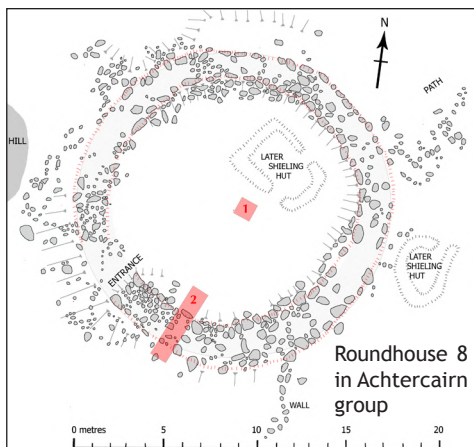 N
PATH
HILL
LATER
SHIELING
HUT
1
LATER
SHIELING
HUT
ENTRANCE
2
Roundhouse 8
in Achtercairn
group
WALL
0 metres 5 10 15 20